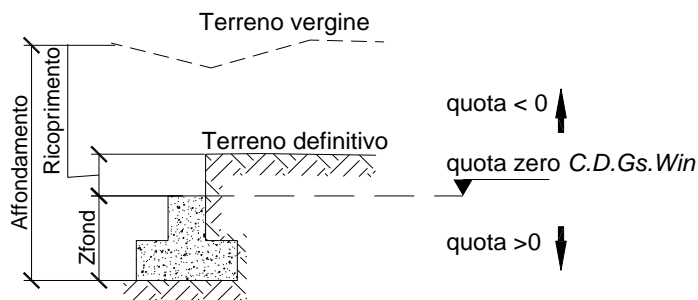 Terreno vergine
Affondamento
Ricoprimento
quota < 0
Terreno definitivo
quota zero C.D.Gs.Win
Zfond
quota >0